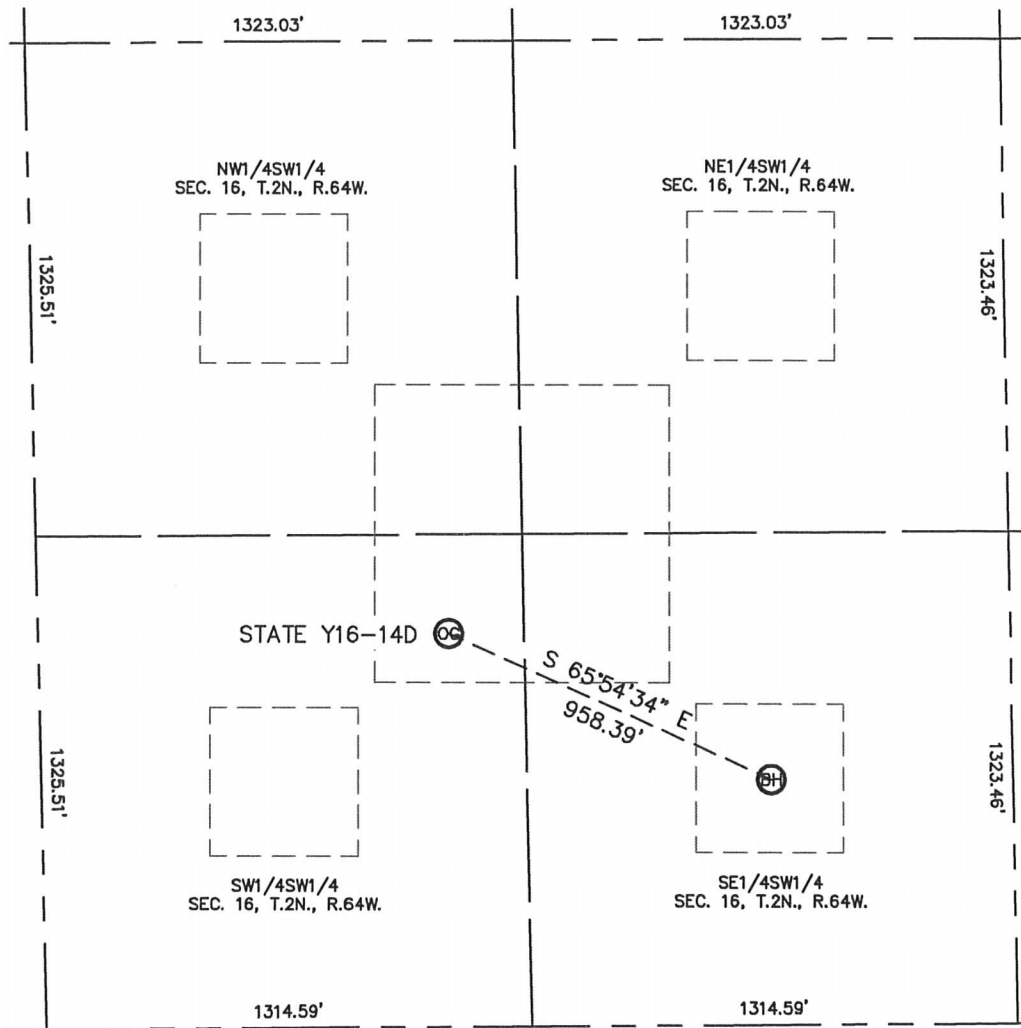 1323.03'
1323.03'
NW1/4SW1/4
SEC. 16, T.2N., R.64W.
NE1/4SW1/4
SEC. 16, T.2N., R.64W.
1325.51'
1323.46'
STATE Y16-14D
OG
S 65°54'34" E
958.39'
BH
1325.51'
1323.46'
SW1/4SW1/4
SEC. 16, T.2N., R.64W.
SE1/4SW1/4
SEC. 16, T.2N., R.64W.
1314.59'
1314.59'